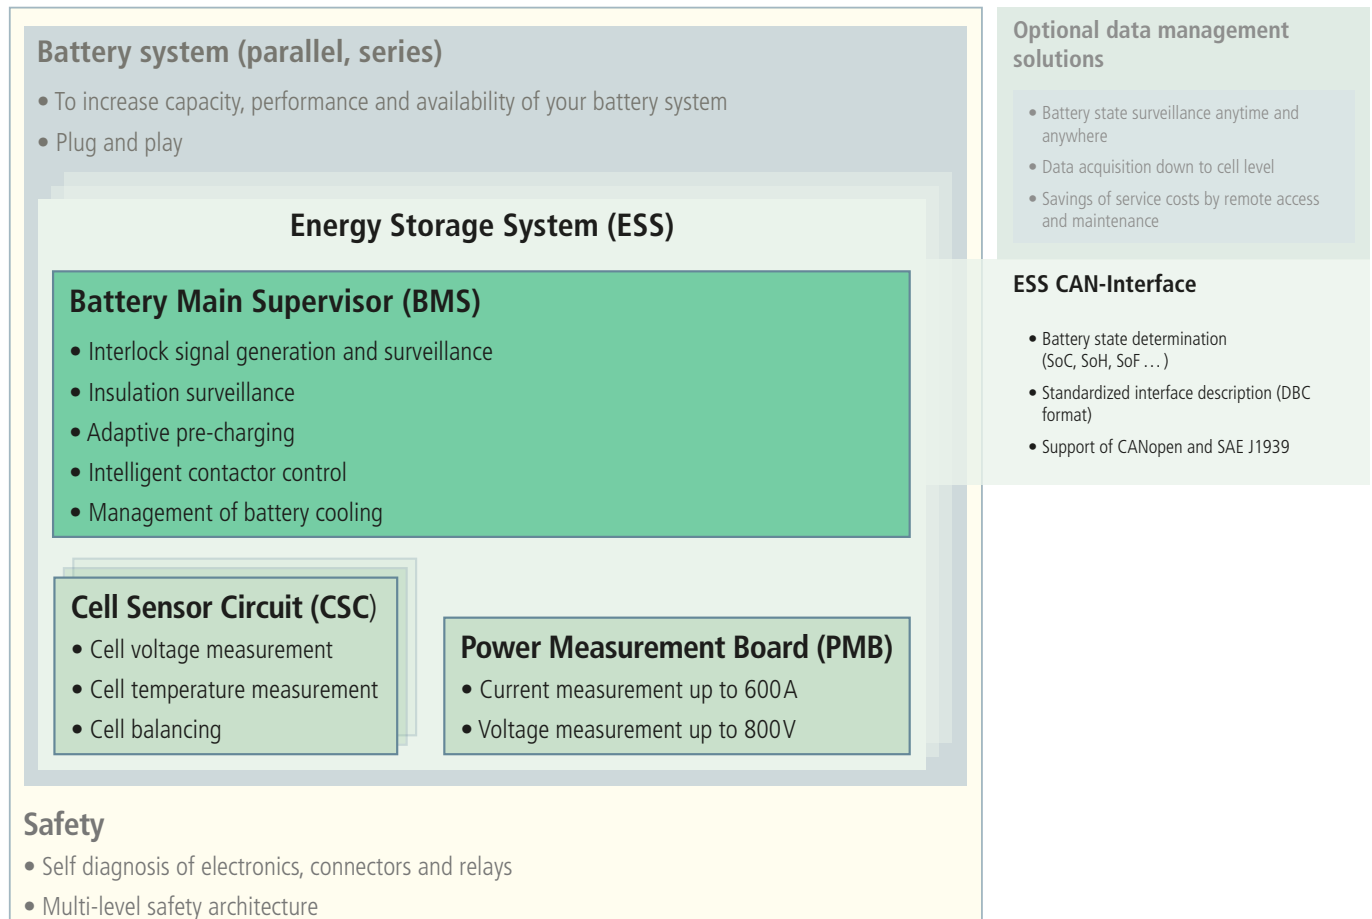 Battery system (parallel, series)
• To increase capacity, performance and availability of your battery system
• Plug and play
Energy Storage System (ESS)
Battery Main Supervisor (BMS)
• Interlock signal generation and surveillance
• Insulation surveillance
• Adaptive pre-charging
• Intelligent contactor control
• Management of battery cooling
Cell Sensor Circuit (CSC)
• Cell voltage measurement
• Cell temperature measurement
• Cell balancing
Power Measurement Board (PMB)
• Current measurement up to 600 A
• Voltage measurement up to 800 V
Safety
• Self diagnosis of electronics, connectors and relays
• Multi-level safety architecture
Optional data management
solutions
• Battery state surveillance anytime and
anywhere
• Data acquisition down to cell level
• Savings of service costs by remote access
and maintenance
ESS CAN-Interface
• Battery state determination
(SoC, SoH, SoF ... )
• Standardized interface description (DBC
format)
• Support of CANopen and SAE J1939